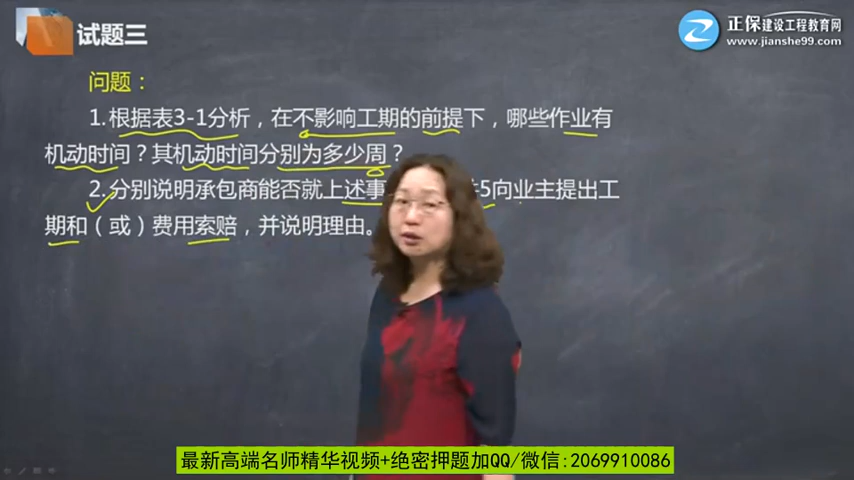 试题三
正保建设工程教育网
www.jianshe99.com
问题：
1.根据表3-1分析，在不影响工期的前提下，哪些作业有
机动时间？其机动时间分别为多少周？
2.分别说明承包商能否就上述事 5向业主提出工
期和（或）费用索赔，并说明理由。
最新高端名师精华视频+绝密押题加QQ/微信:2069910086